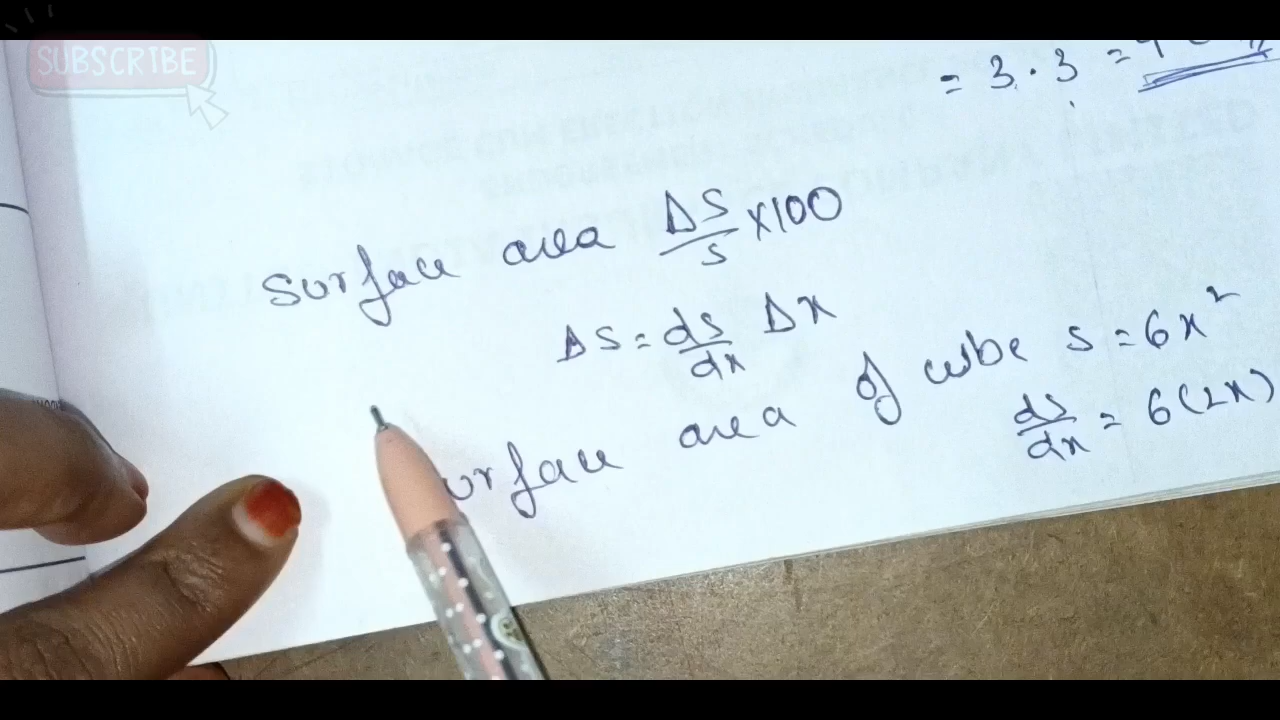 SUBSCRIBE
= 3 . 3 =
Surface area ΔS/S ×100
ΔS = ds/dx Δx
urface area of cube s = 6x²
ds/dx = 6(2x)